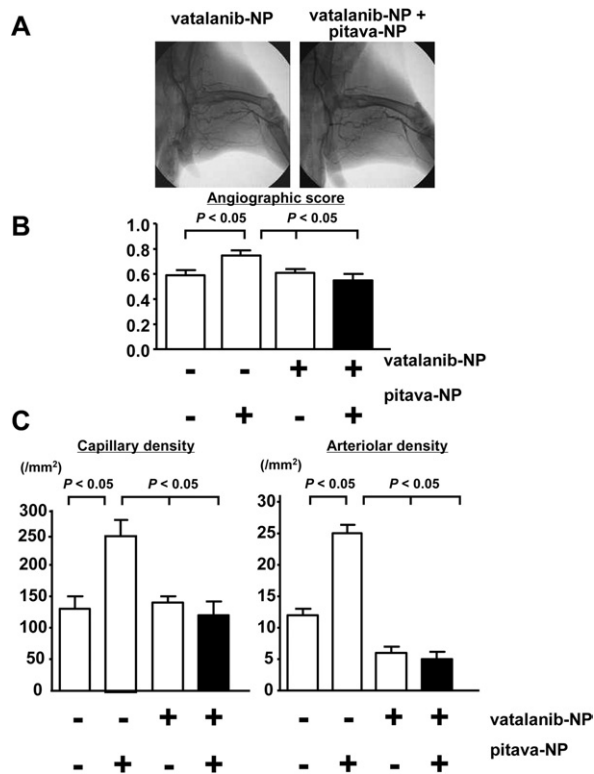 A
vatalanib-NP
vatalanib-NP +
pitava-NP
B
Angiographic score
P < 0.05 P < 0.05
1.0
0.8
0.6
0.4
0.2
0.0
- - + + vatalanib-NP
- + - + pitava-NP
C
Capillary density
(/mm²)
P < 0.05 P < 0.05
300
250
200
150
100
50
0
- - + +
- + - +
Arteriolar density
(/mm²)
P < 0.05 P < 0.05
25
20
15
10
5
0
- - + + vatalanib-NP
- + - + pitava-NP